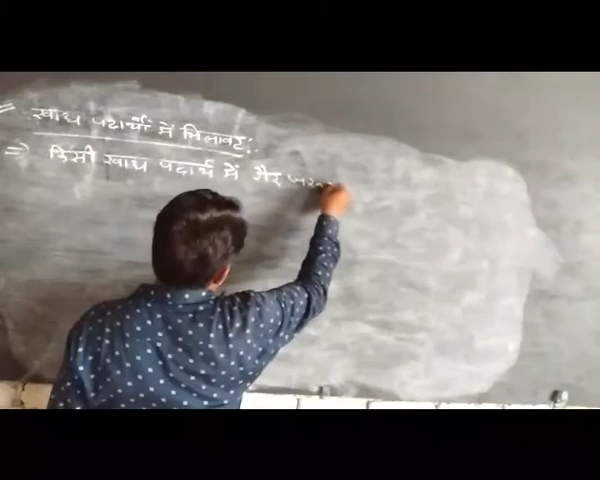 खाद्य पदार्थों में मिलावट:-
⇒ किसी खाद्य पदार्थ में गैर